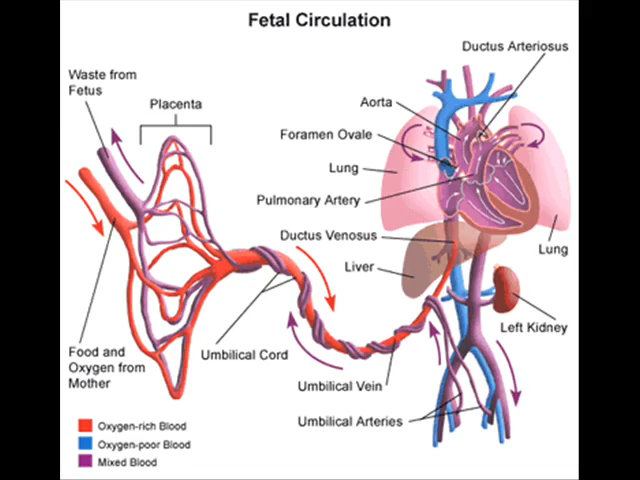 Fetal Circulation
Ductus Arteriosus
Waste from
Fetus
Placenta
Aorta
Foramen Ovale
Lung
Pulmonary Artery
Ductus Venosus
Lung
Liver
Left Kidney
Food and
Oxygen from
Mother
Umbilical Cord
Umbilical Vein
Umbilical Arteries
Oxygen-rich Blood
Oxygen-poor Blood
Mixed Blood